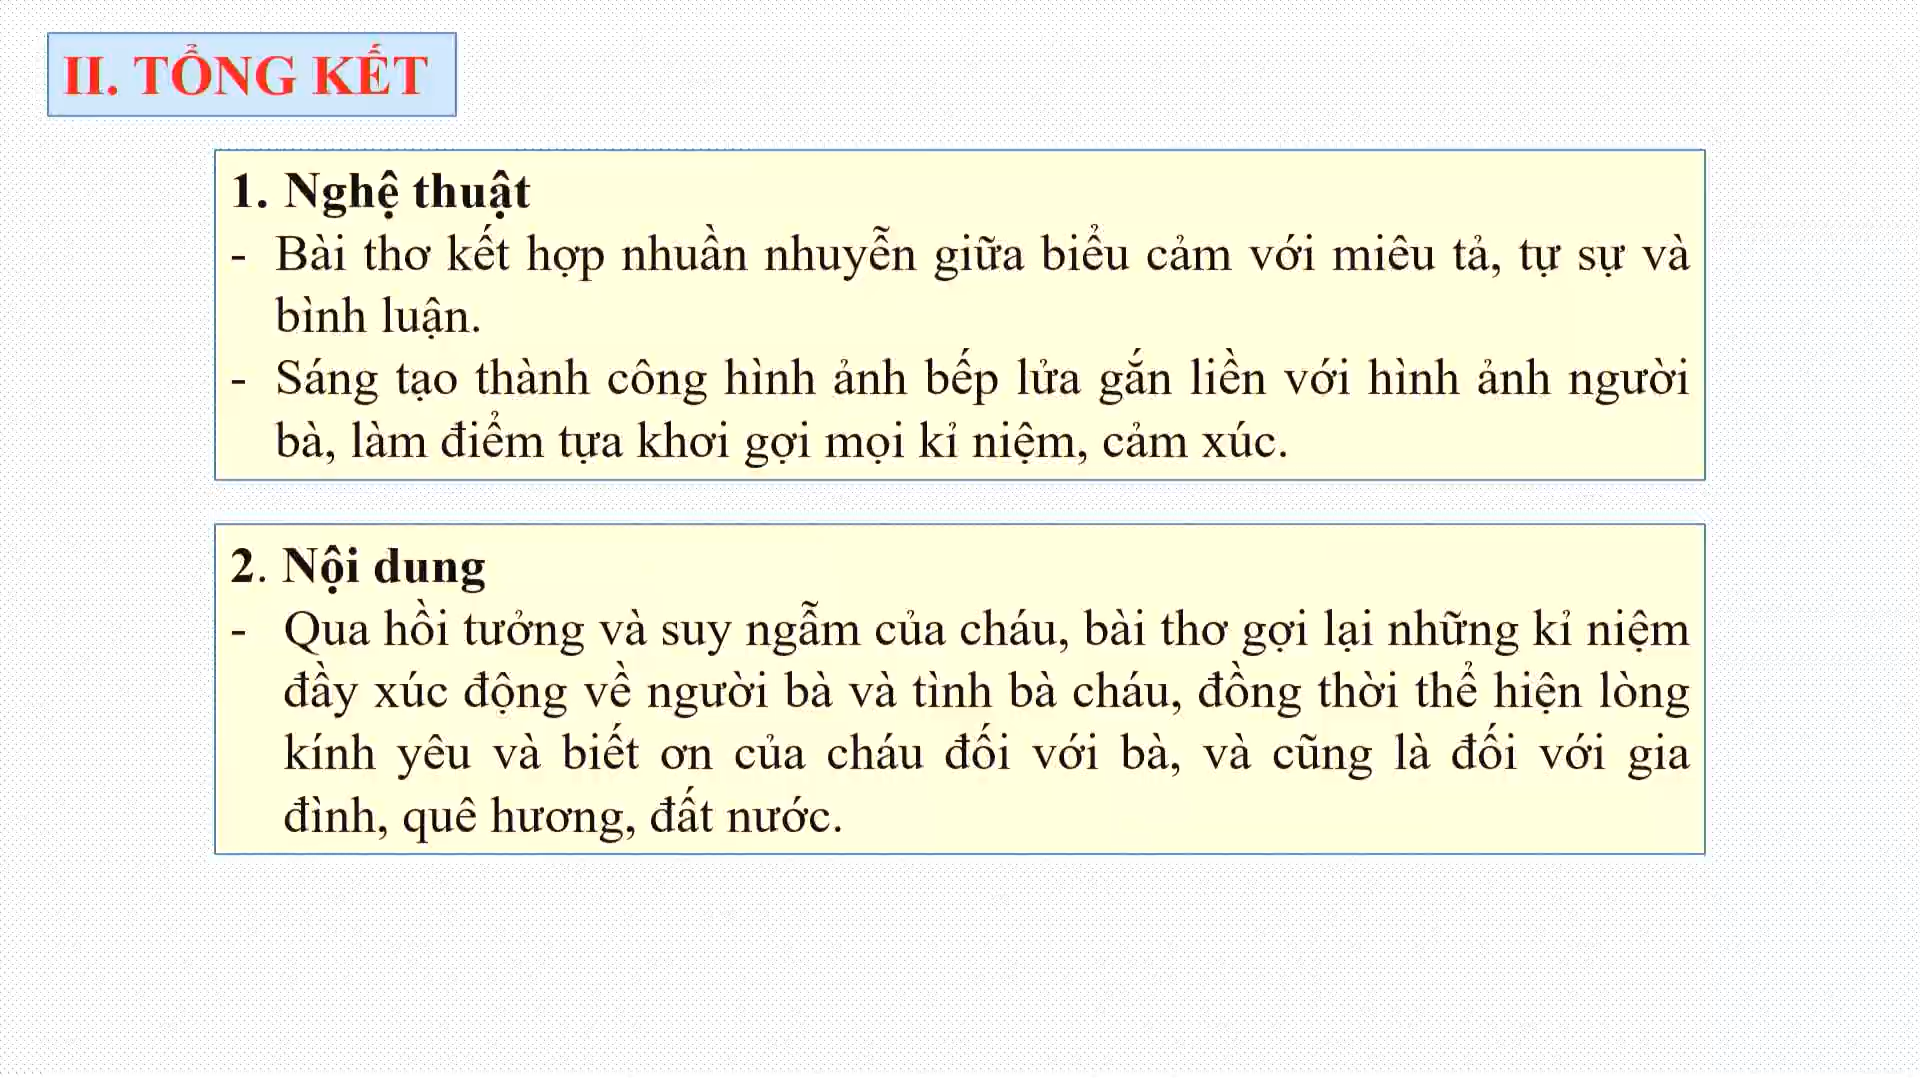 II. TỔNG KẾT
1. Nghệ thuật
- Bài thơ kết hợp nhuần nhuyễn giữa biểu cảm với miêu tả, tự sự và
bình luận.
- Sáng tạo thành công hình ảnh bếp lửa gắn liền với hình ảnh người
bà, làm điểm tựa khơi gợi mọi kỉ niệm, cảm xúc.
2. Nội dung
- Qua hồi tưởng và suy ngẫm của cháu, bài thơ gợi lại những kỉ niệm
đầy xúc động về người bà và tình bà cháu, đồng thời thể hiện lòng
kính yêu và biết ơn của cháu đối với bà, và cũng là đối với gia
đình, quê hương, đất nước.